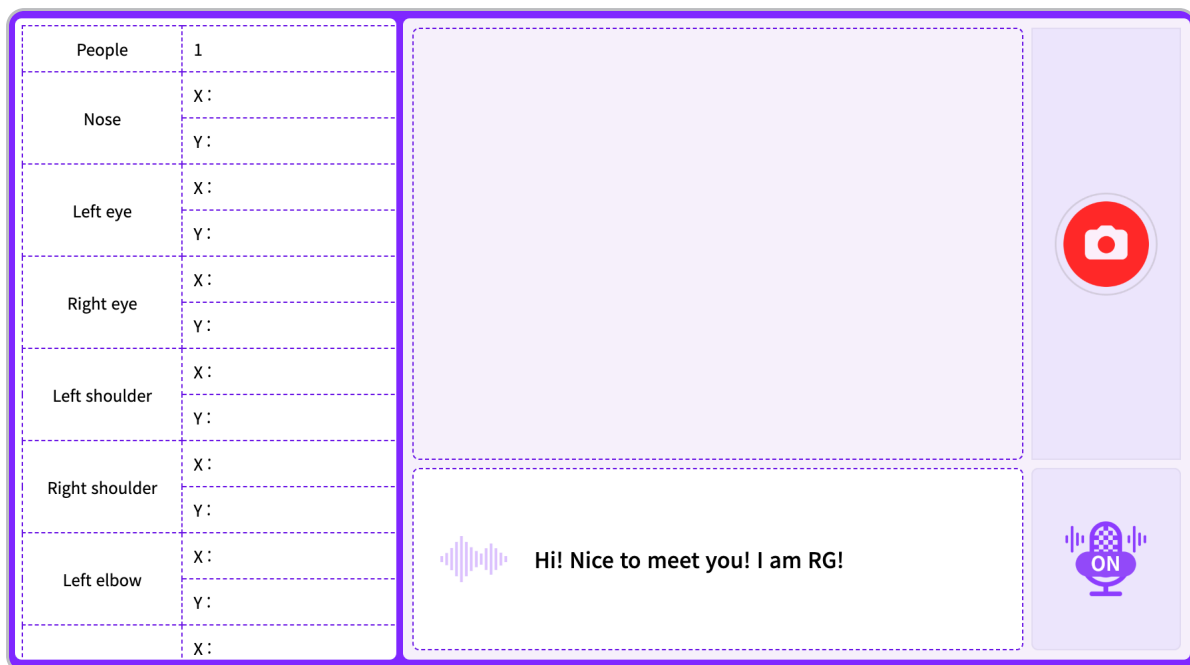 People 1
Nose
X:
Y:
Left eye
X:
Y:
Right eye
X:
Y:
Left shoulder
X:
Y:
Right shoulder
X:
Y:
Left elbow
X:
Y:
X:
Hi! Nice to meet you! I am RG!
ON